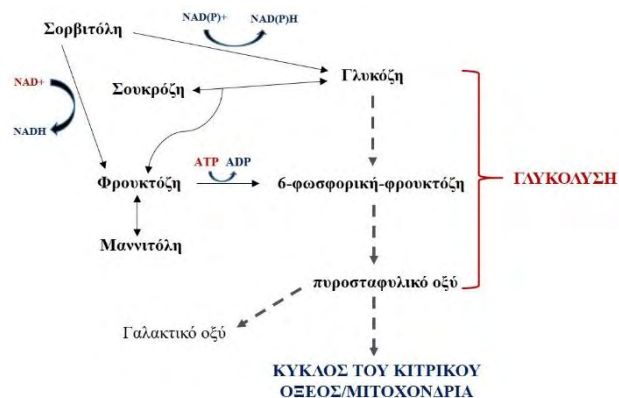 NAD(P)+ NAD(P)H
Σορβιτόλη
NAD+
Σουκρόζη
Γλυκόζη
NADH
ATP ADP
Φρουκτόζη
6-φωσφορική-φρουκτόζη
ΓΛΥΚΟΛΥΣΗ
Μαννιτόλη
πυροσταφυλικό οξύ
Γαλακτικό οξύ
ΚΥΚΛΟΣ ΤΟΥ ΚΙΤΡΙΚΟΥ
ΟΞΕΟΣ/ΜΙΤΟΧΟΝΔΡΙΑ